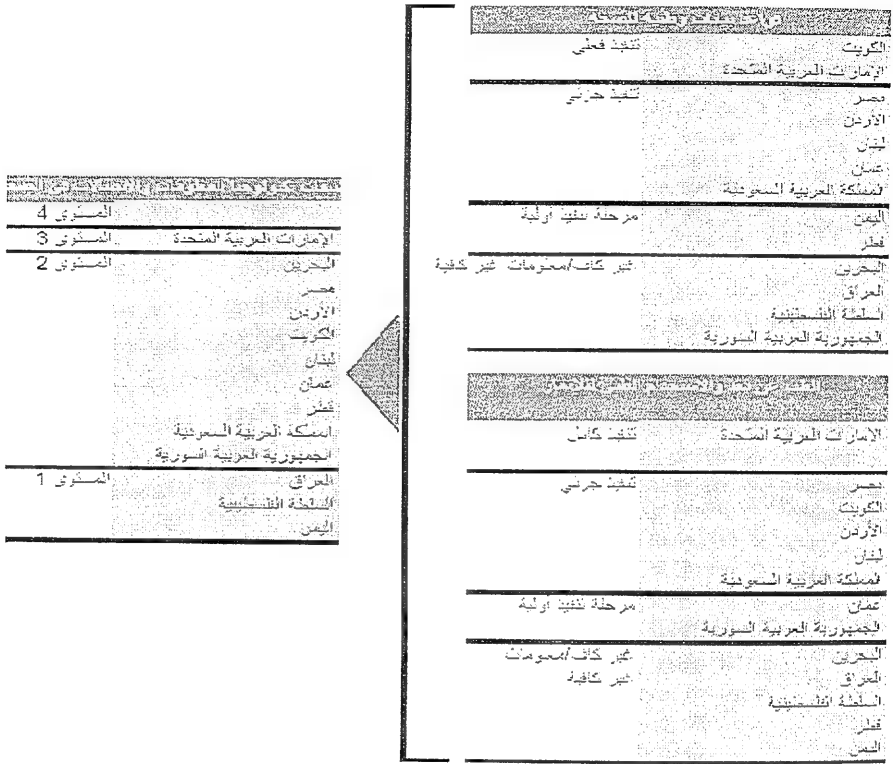 الكويت تنفيذ فعلي
الإمارات العربية المتحدة
مصر تنفيذ جزئي
الأردن
لبنان
عمان
المملكة العربية السعودية
اليمن مرحلة تنفيذ أولية
قطر
البحرين غير كاف/معلومات غير كافية
العراق
السلطة الفلسطينية
الجمهورية العربية السورية
الإمارات العربية المتحدة تنفيذ كامل
مصر تنفيذ جزئي
الكويت
الأردن
لبنان
المملكة العربية السعودية
عمان مرحلة تنفيذ أولية
الجمهورية العربية السورية
البحرين غير كاف/معلومات
العراق غير كافية
السلطة الفلسطينية
قطر
اليمن
المستوى 4
الإمارات العربية المتحدة المستوى 3
البحرين المستوى 2
مصر
الأردن
الكويت
لبنان
عمان
قطر
المملكة العربية السعودية
الجمهورية العربية السورية
العراق المستوى 1
السلطة الفلسطينية
اليمن